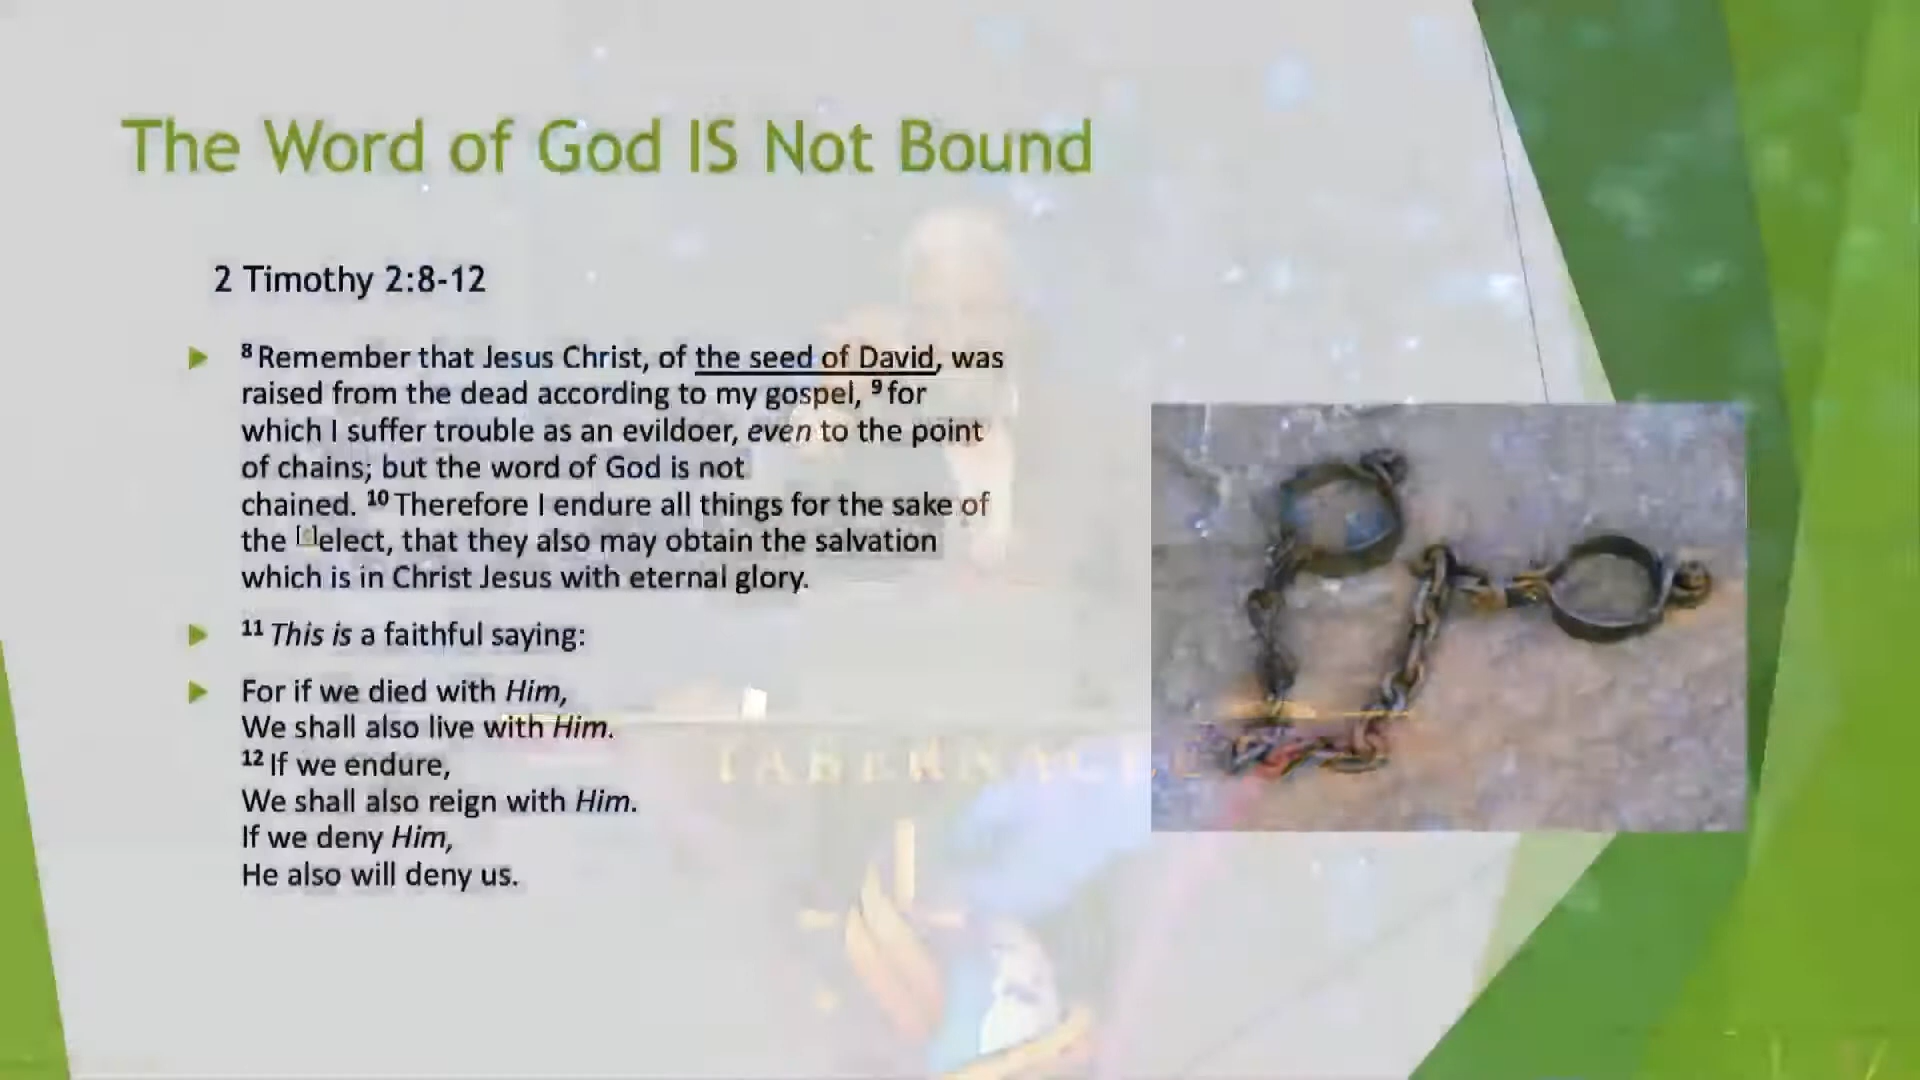 The Word of God IS Not Bound
2 Timothy 2:8-12
8 Remember that Jesus Christ, of the seed of David, was
raised from the dead according to my gospel, 9 for
which I suffer trouble as an evildoer, even to the point
of chains; but the word of God is not
chained. 10 Therefore I endure all things for the sake of
the elect, that they also may obtain the salvation
which is in Christ Jesus with eternal glory.
11 This is a faithful saying:
For if we died with Him,
We shall also live with Him.
12 If we endure,
We shall also reign with Him.
If we deny Him,
He also will deny us.
TABERNACLE